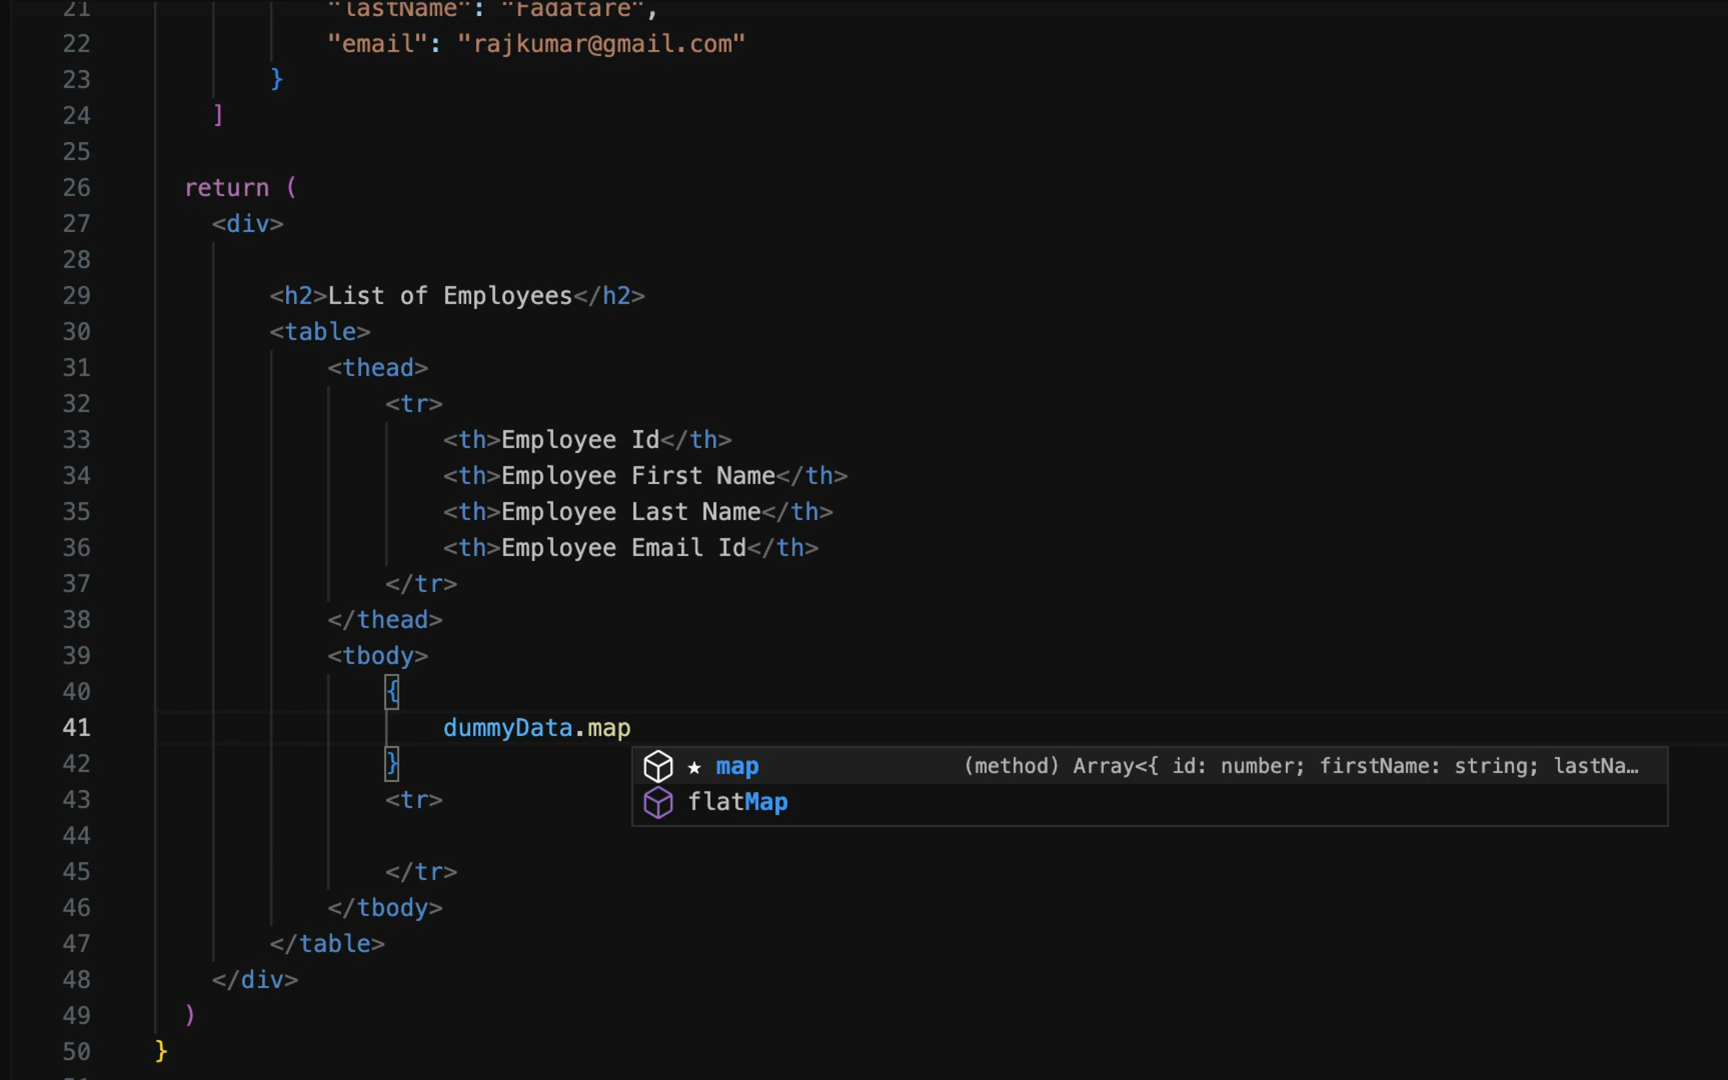 21 "lastName": "Fadatare",
22 "email": "rajkumar@gmail.com"
23 }
24 ]
25
26 return (
27 <div>
28
29 <h2>List of Employees</h2>
30 <table>
31 <thead>
32 <tr>
33 <th>Employee Id</th>
34 <th>Employee First Name</th>
35 <th>Employee Last Name</th>
36 <th>Employee Email Id</th>
37 </tr>
38 </thead>
39 <tbody>
40 {
41 dummyData.map
42 }
★ map (method) Array<{ id: number; firstName: string; lastNa…
43 <tr>
flatMap
44
45 </tr>
46 </tbody>
47 </table>
48 </div>
49 )
50 }